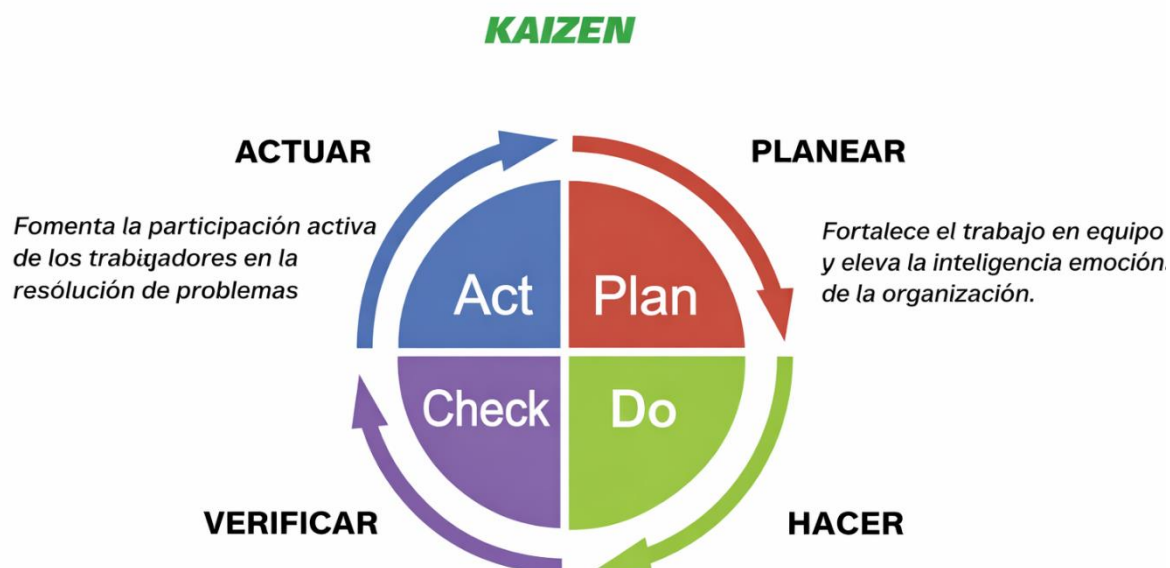 KAIZEN
ACTUAR
PLANEAR
Fomenta la participación activa
de los en la
resólución de problemas
Fortalece el trabajo en equipo
y eleva la inteligencia
de la organización.
Act
Plan
Check
Do
VERIFICAR
HACER